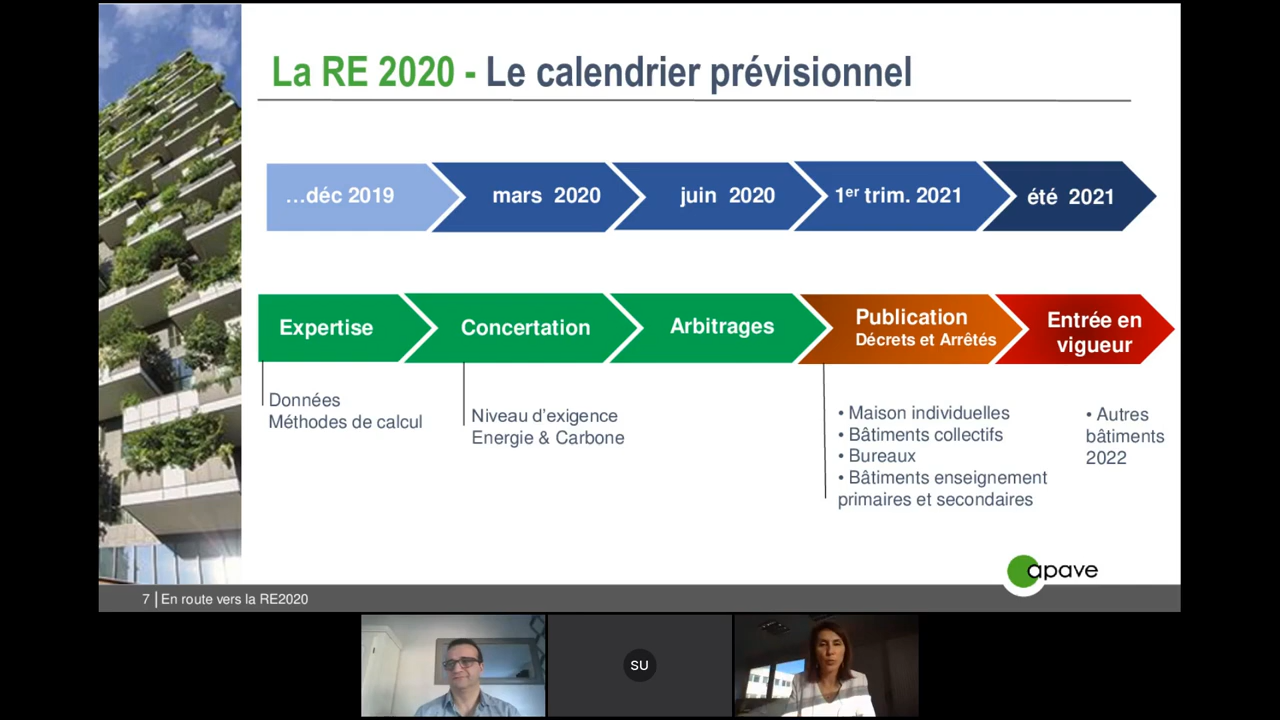 La RE 2020 - Le calendrier prévisionnel
…déc 2019
mars 2020
juin 2020
1er trim. 2021
été 2021
Expertise
Concertation
Arbitrages
Publication
Décrets et Arrêtés
Entrée en
vigueur
Données
Méthodes de calcul
Niveau d'exigence
Energie & Carbone
• Maison individuelles
• Bâtiments collectifs
• Bureaux
• Bâtiments enseignement
primaires et secondaires
• Autres
bâtiments
2022
apave
7 | En route vers la RE2020
SU